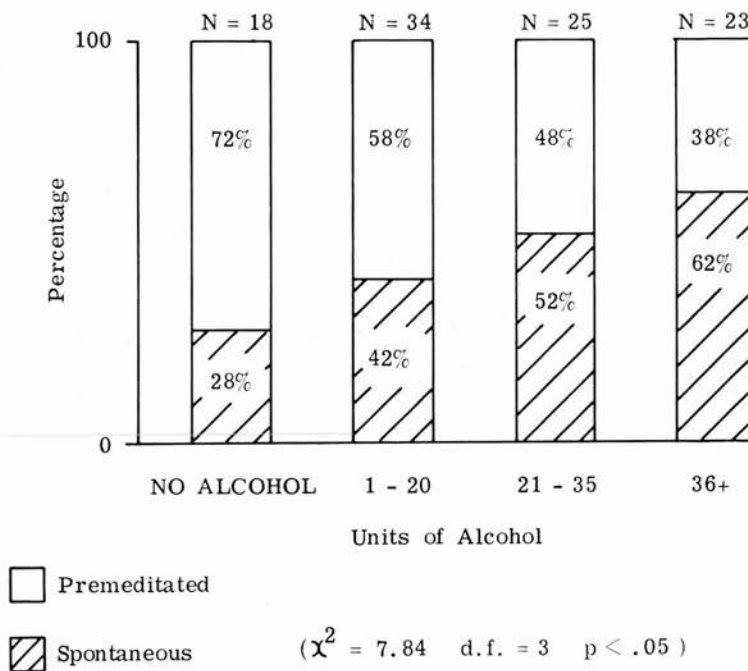 N = 18 N = 34 N = 25 N = 23
100
72% 58% 48% 38%
Percentage
28% 42% 52% 62%
0
NO ALCOHOL 1 - 20 21 - 35 36+
Units of Alcohol
Premeditated
Spontaneous (χ² = 7.84 d.f. = 3 p < .05)